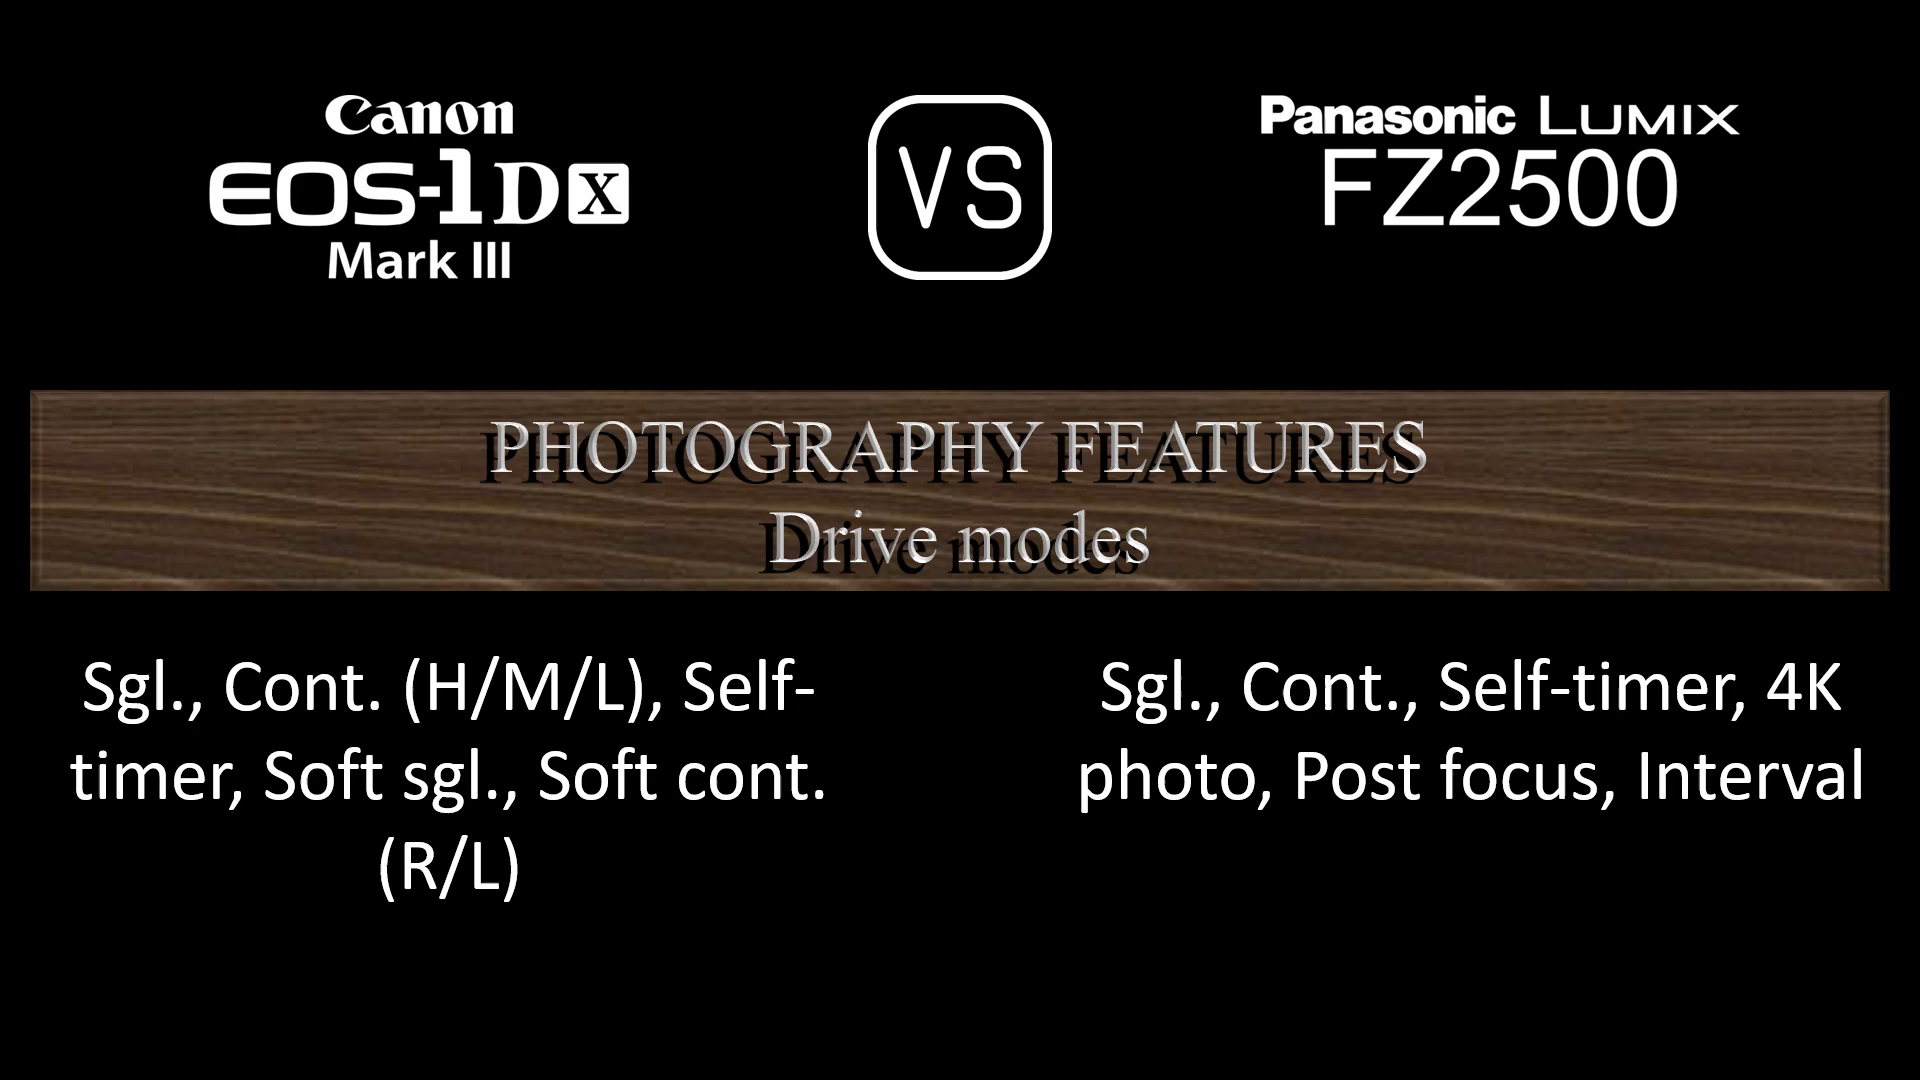 Canon
EOS-1D X
Mark III
VS
Panasonic LUMIX
FZ2500
PHOTOGRAPHY FEATURES
Drive modes
Sgl., Cont. (H/M/L), Self-
timer, Soft sgl., Soft cont.
(R/L)
Sgl., Cont., Self-timer, 4K
photo, Post focus, Interval